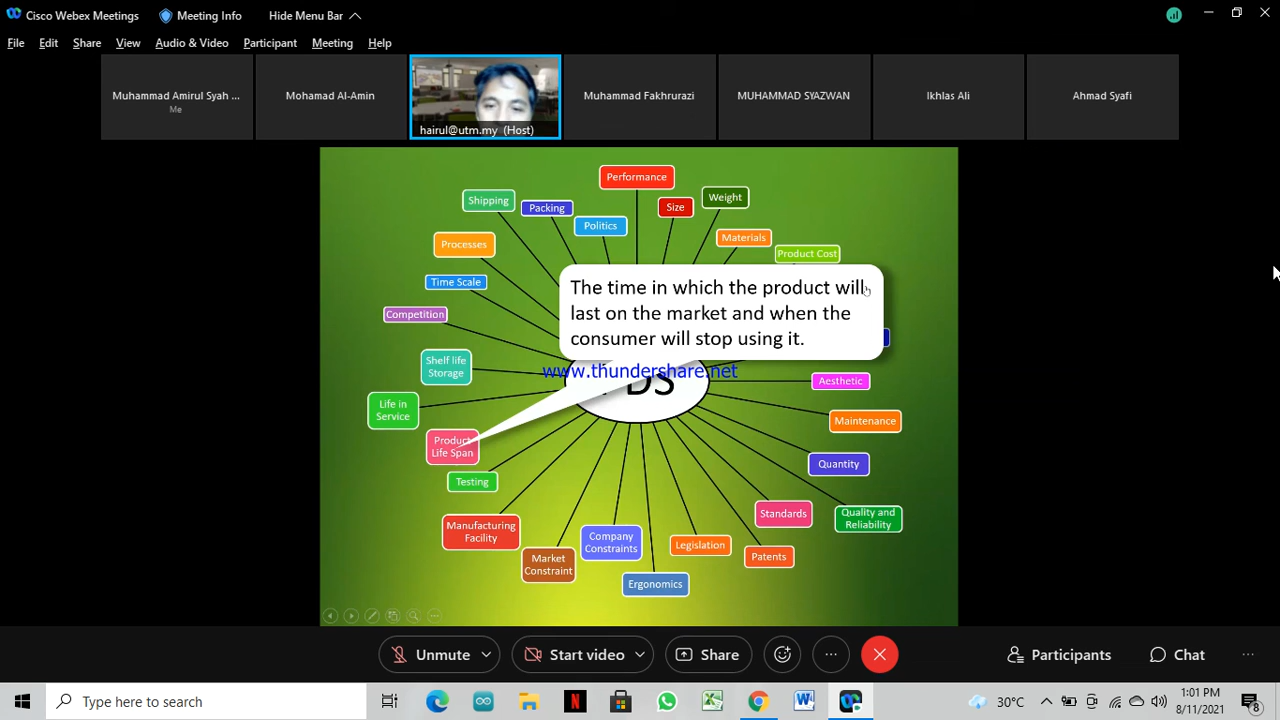 Cisco Webex Meetings
Meeting Info
Hide Menu Bar
File Edit Share View Audio & Video Participant Meeting Help
Muhammad Amirul Syah ...
Me
Mohamad Al-Amin
hairul@utm.my (Host)
Muhammad Fakhrurazi
MUHAMMAD SYAZWAN
Ikhlas Ali
Ahmad Syafi
Performance
Shipping
Packing
Politics
Size
Weight
Processes
Materials
Product Cost
Time Scale
Competition
The time in which the product will
last on the market and when the
consumer will stop using it.
www.thundershare.net
PDS
Shelf life
Storage
Aesthetic
Life in
Service
Maintenance
Product
Life Span
Quantity
Testing
Standards
Quality and
Reliability
Manufacturing
Facility
Company
Constraints
Legislation
Patents
Market
Constraint
Ergonomics
Unmute
Start video
Share
Participants
Chat
Type here to search
30°C
1:01 PM
8/11/2021
8